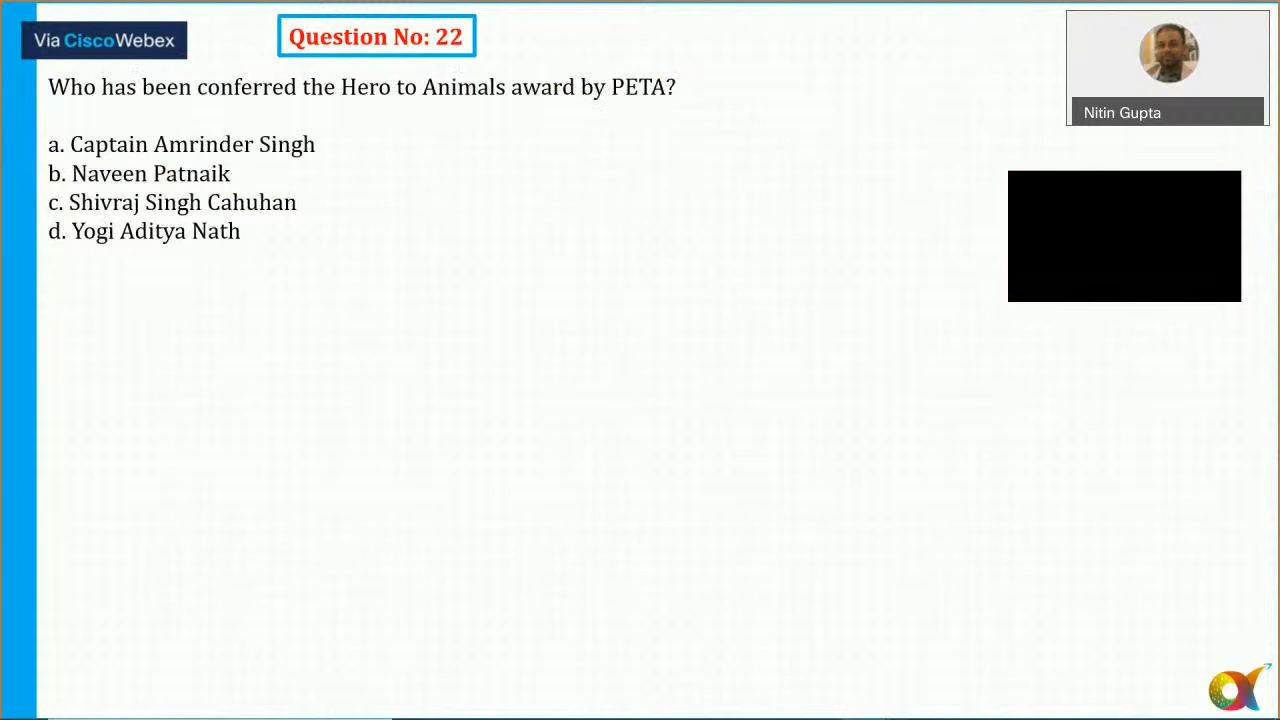 Via CiscoWebex
Question No: 22
Who has been conferred the Hero to Animals award by PETA?
a. Captain Amrinder Singh
b. Naveen Patnaik
c. Shivraj Singh Cahuhan
d. Yogi Aditya Nath
Nitin Gupta